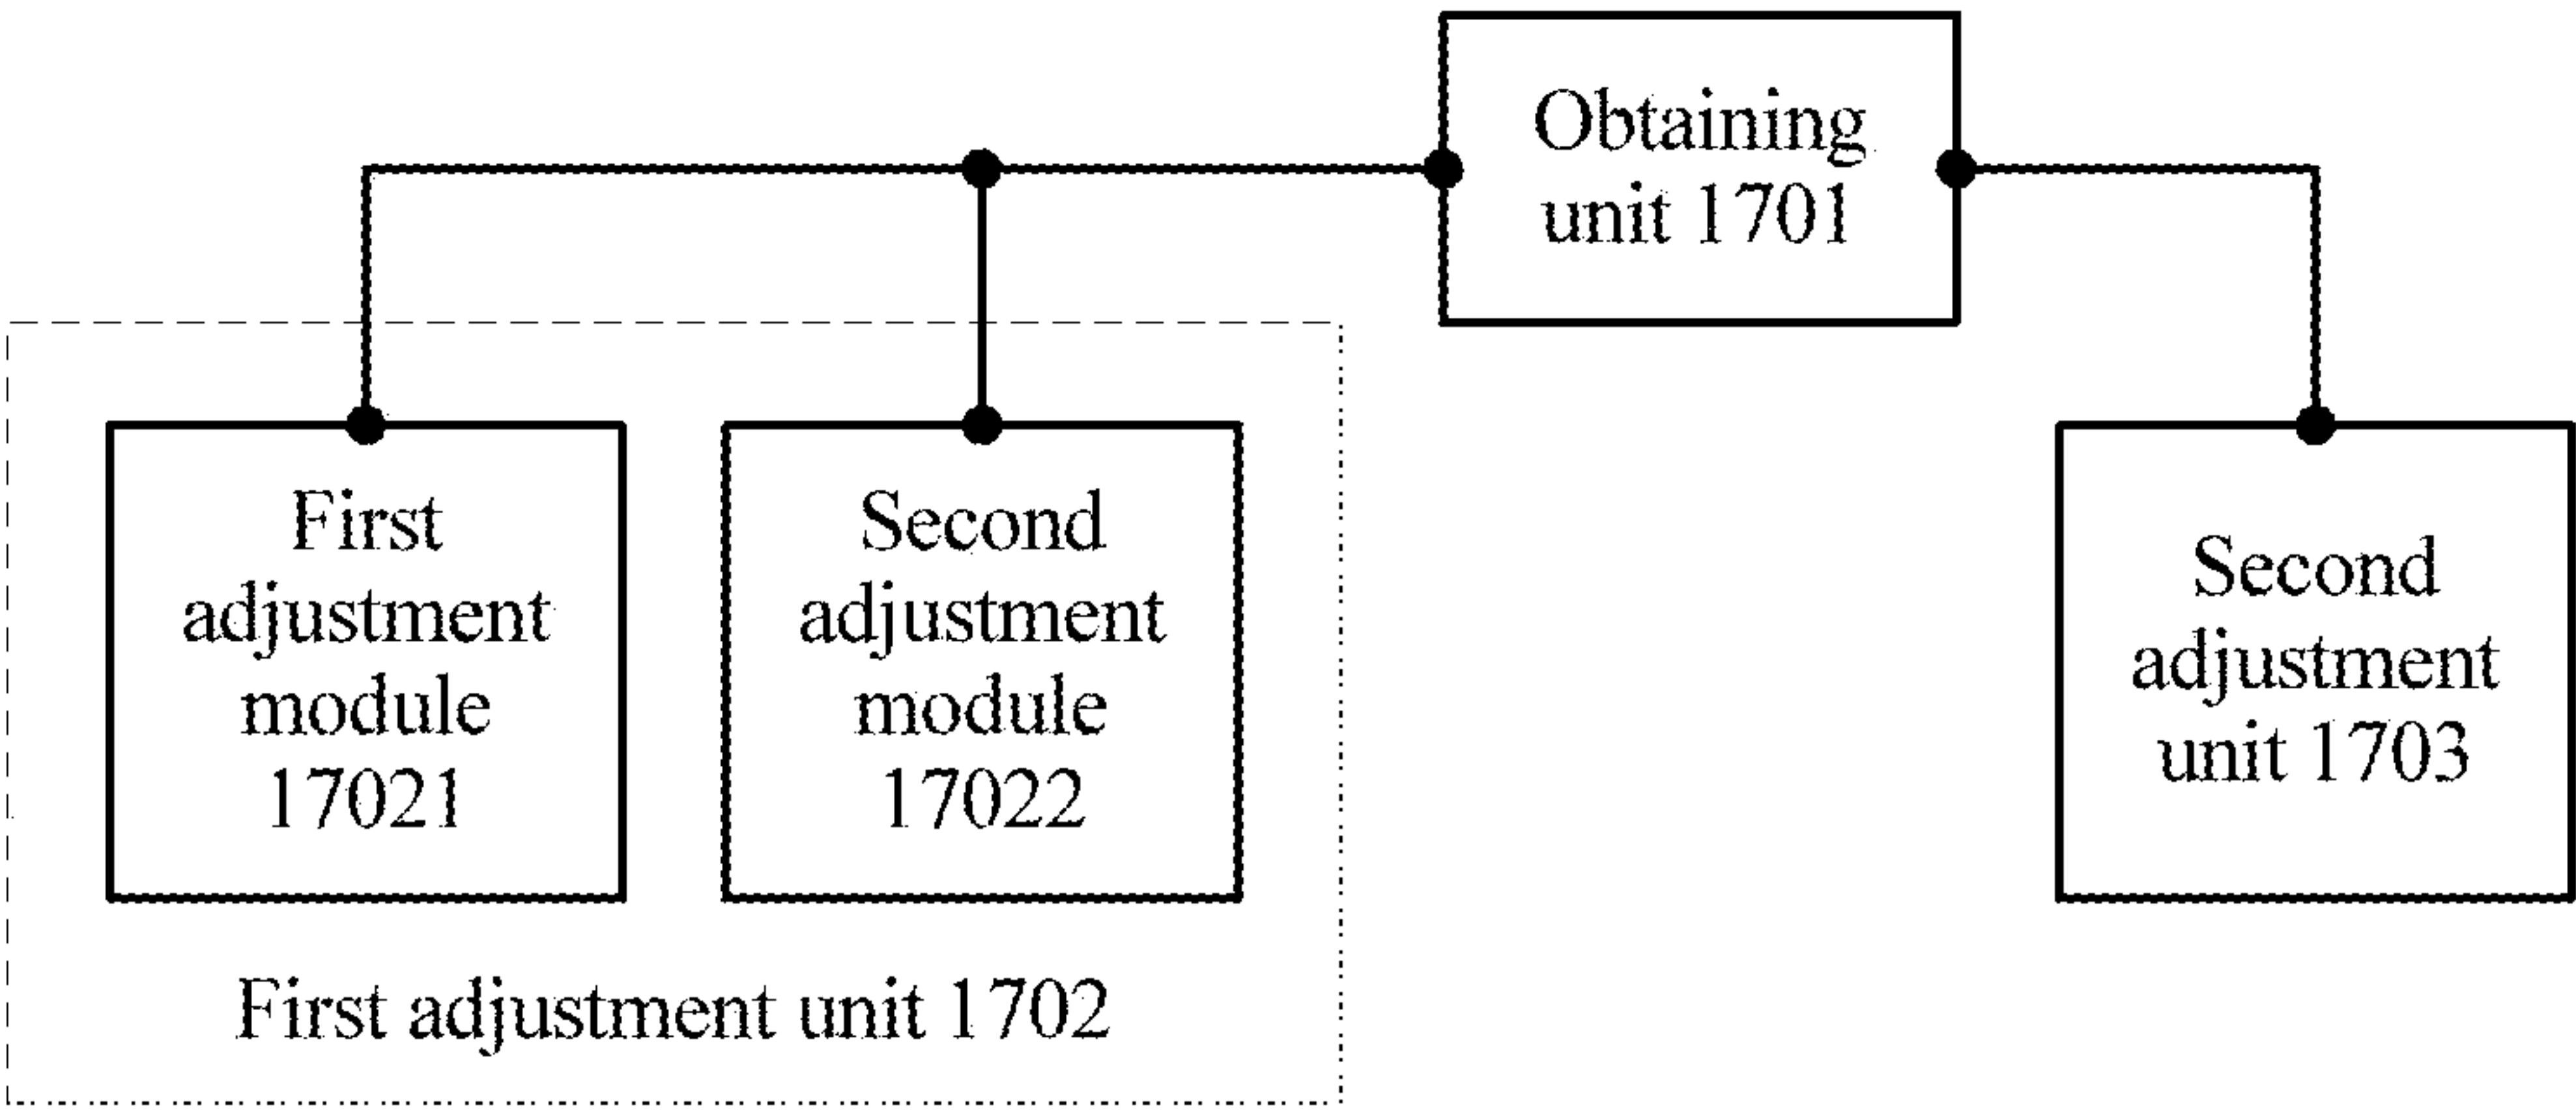 Obtaining
unit 1701
First
adjustment
module
17021
Second
adjustment
module
17022
Second
adjustment
unit 1703
First adjustment unit 1702